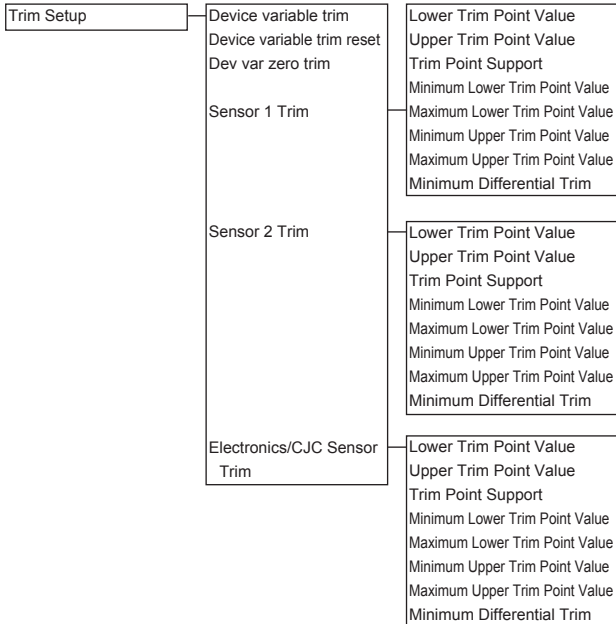 Trim Setup
Device variable trim
Device variable trim reset
Dev var zero trim
Sensor 1 Trim
Lower Trim Point Value
Upper Trim Point Value
Trim Point Support
Minimum Lower Trim Point Value
Maximum Lower Trim Point Value
Minimum Upper Trim Point Value
Maximum Upper Trim Point Value
Minimum Differential Trim
Sensor 2 Trim
Lower Trim Point Value
Upper Trim Point Value
Trim Point Support
Minimum Lower Trim Point Value
Maximum Lower Trim Point Value
Minimum Upper Trim Point Value
Maximum Upper Trim Point Value
Minimum Differential Trim
Electronics/CJC Sensor
Trim
Lower Trim Point Value
Upper Trim Point Value
Trim Point Support
Minimum Lower Trim Point Value
Maximum Lower Trim Point Value
Minimum Upper Trim Point Value
Maximum Upper Trim Point Value
Minimum Differential Trim